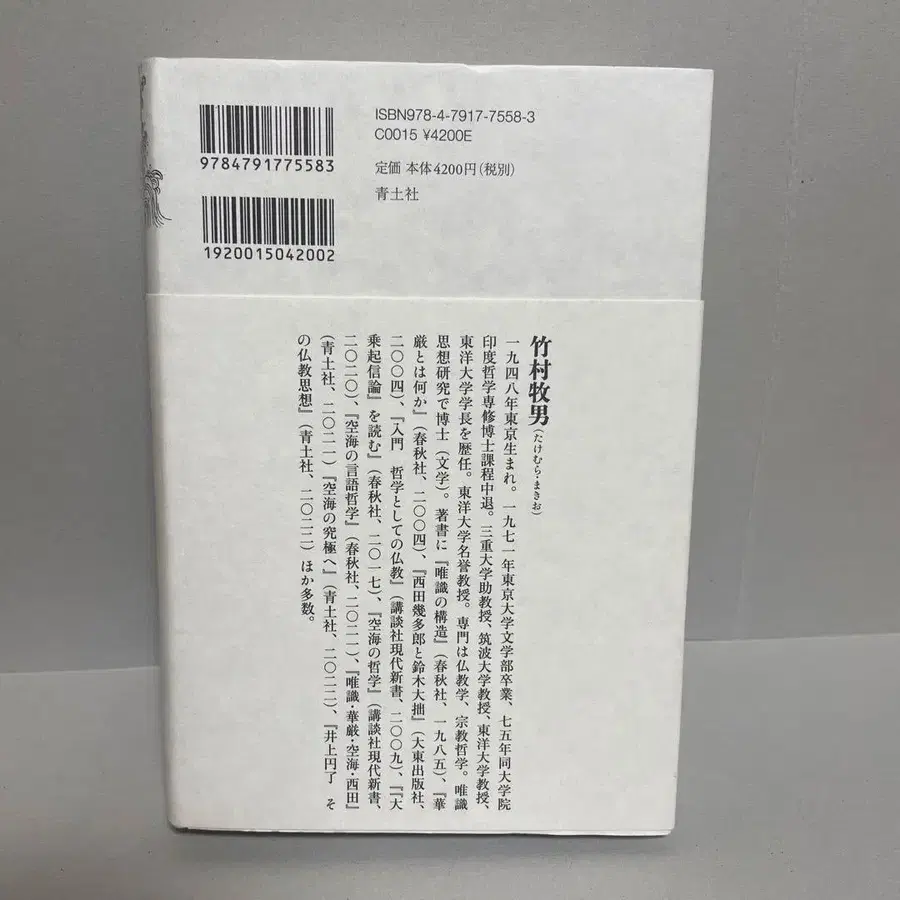 ISBN978-4-7917-7558-3
C0015 ¥4200E
9784791775583
定価 本体4200円(税別)
青土社
1920015042002
竹村牧男(たけむら・まきお)
一九四八年東京生まれ。一九七一年東京大学文学部卒業、七五年同大学院
印度哲学専修博士課程中退。三重大学助教授、筑波大学教授、東洋大学教授、
東洋大学学長を歴任。東洋大学名誉教授。専門は仏教学、宗教哲学。唯識
思想研究で博士(文学)。著書に『唯識の構造』(春秋社、一九八五)、『華
厳とは何か』(春秋社、二〇〇四)、『西田幾多郎と鈴木大拙』(大東出版社、
二〇〇四)、『入門 哲学としての仏教』(講談社現代新書、二〇〇九)、『大
乗起信論』を読む』(春秋社、二〇一七)、『空海の哲学』(講談社現代新書、
二〇二〇)、『空海の言語哲学』(春秋社、二〇二一)、『唯識・華厳・空海・西田』
(青土社、二〇二一)『空海の究極へ』(青土社、二〇二二)、『井上円了 そ
の仏教思想』(青土社、二〇二二)ほか多数。